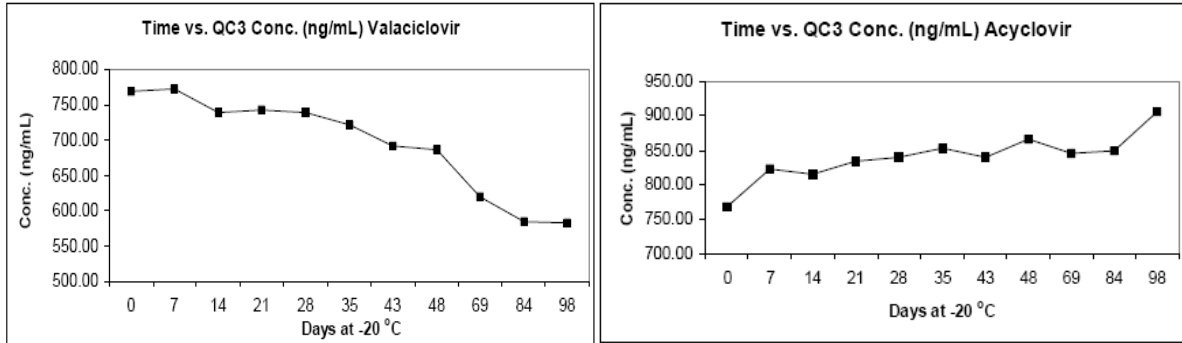 Time vs. QC3 Conc. (ng/mL) Valaciclovir
800.00
750.00
700.00
650.00
600.00
550.00
500.00
Conc. (ng/mL)
0 7 14 21 28 35 43 48 69 84 98
Days at -20 °C
Time vs. QC3 Conc. (ng/mL) Acyclovir
950.00
900.00
850.00
800.00
750.00
700.00
Conc. (ng/mL)
0 7 14 21 28 35 43 48 69 84 98
Days at -20 °C